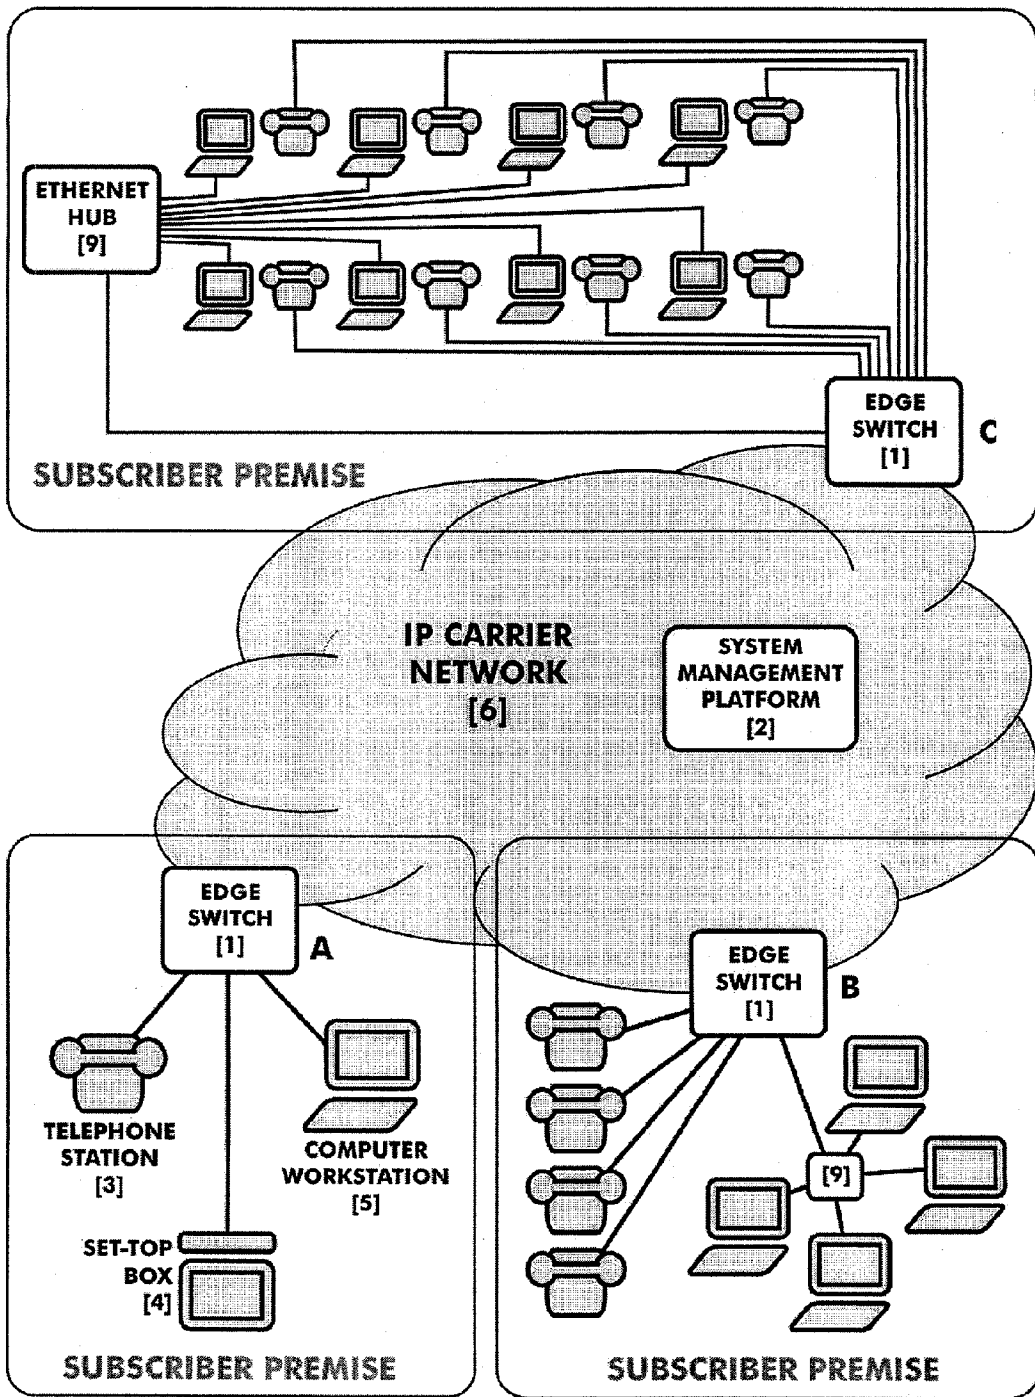 ETHERNET
HUB
[9]
EDGE
SWITCH
[1]
C
SUBSCRIBER PREMISE
IP CARRIER
NETWORK
[6]
SYSTEM
MANAGEMENT
PLATFORM
[2]
EDGE
SWITCH
[1]
A
EDGE
SWITCH
[1]
B
TELEPHONE
STATION
[3]
COMPUTER
WORKSTATION
[5]
[9]
SET-TOP
BOX
[4]
SUBSCRIBER PREMISE
SUBSCRIBER PREMISE